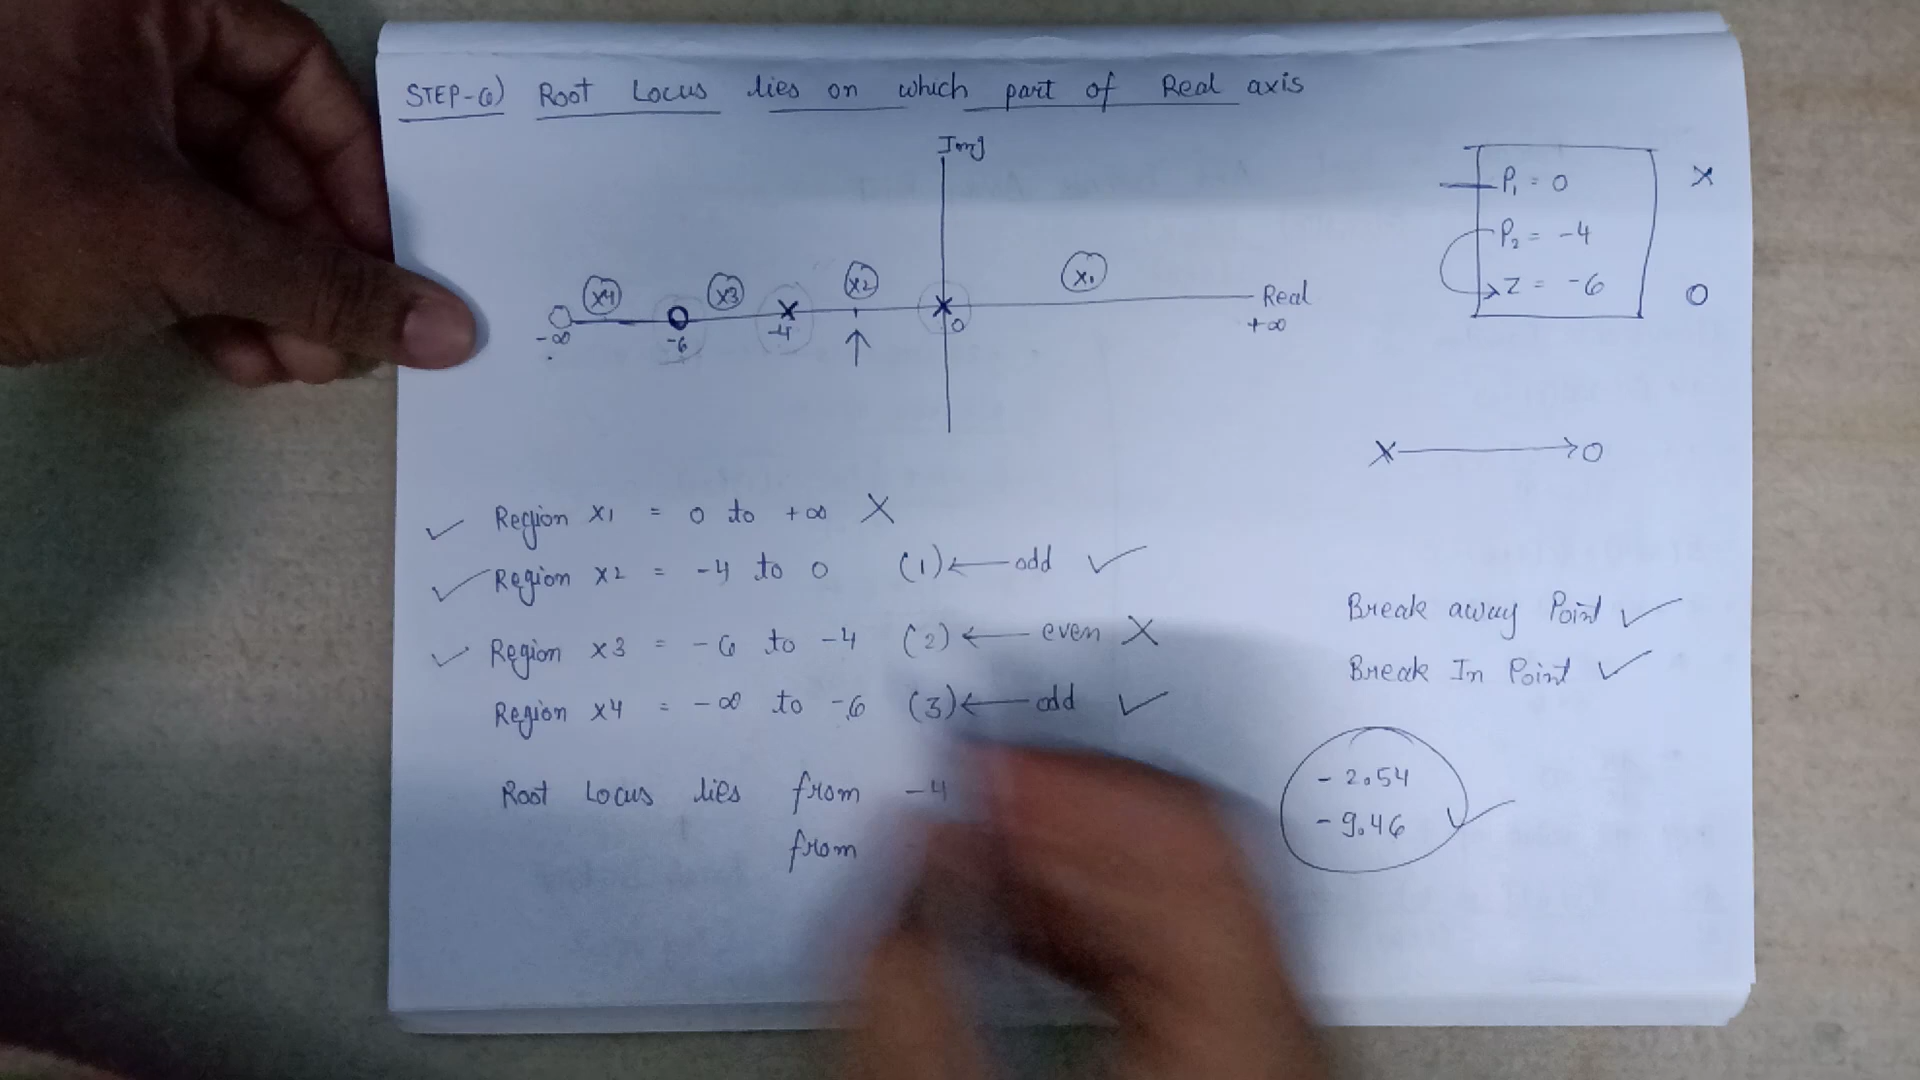 STEP-6) Root Locus lies on which part of Real axis
Img
P₁ = 0 X
P₂ = -4
Z = -6 O
X4 X3 X2 X1
Real
-∞ -6 -4 0 +∞
X → O
✓ Region X1 = 0 to +∞ X
✓ Region X2 = -4 to 0 (1) ← odd ✓
✓ Region X3 = -6 to -4 (2) ← even X
Region X4 = -∞ to -6 (3) ← odd ✓
Root Locus lies from -4
from
Break away Point ✓
Break In Point ✓
-2.54
-9.46 ✓